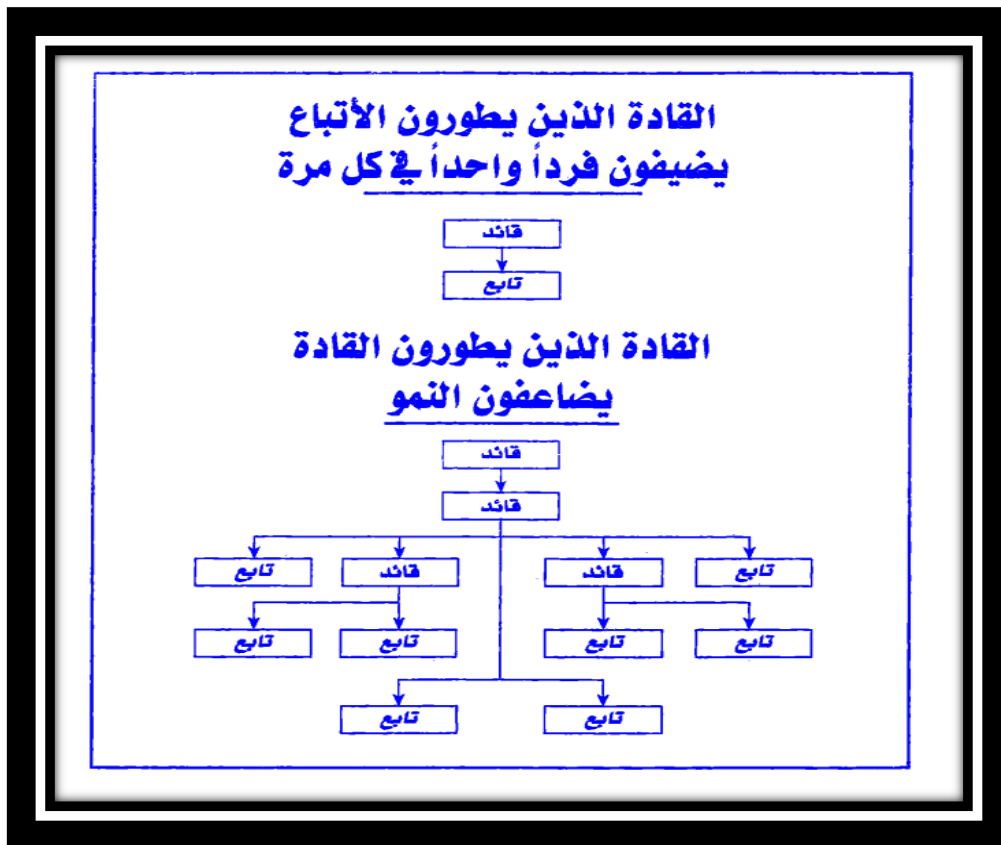 القادة الذين يطورون الأتباع
يضيفون فرداً واحداً في كل مرة
قائد
تابع
القادة الذين يطورون القادة
يضاعفون النمو
قائد
قائد
تابع قائد قائد تابع
تابع تابع تابع تابع
تابع تابع